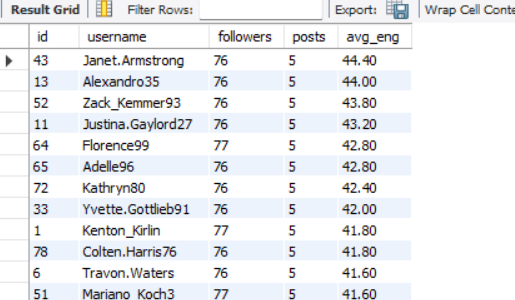 Result Grid Filter Rows: Export: Wrap Cell Conte
id username followers posts avg_eng
43 Janet.Armstrong 76 5 44.40
13 Alexandro35 76 5 44.00
52 Zack_Kemmer93 76 5 43.80
11 Justina.Gaylord27 76 5 43.20
64 Florence99 77 5 42.80
65 Adelle96 76 5 42.80
72 Kathryn80 76 5 42.40
33 Yvette.Gottlieb91 76 5 42.00
1 Kenton_Kirlin 77 5 41.80
78 Colten.Harris76 76 5 41.80
6 Travon.Waters 76 5 41.60
51 Mariano_Koch3 77 5 41.60